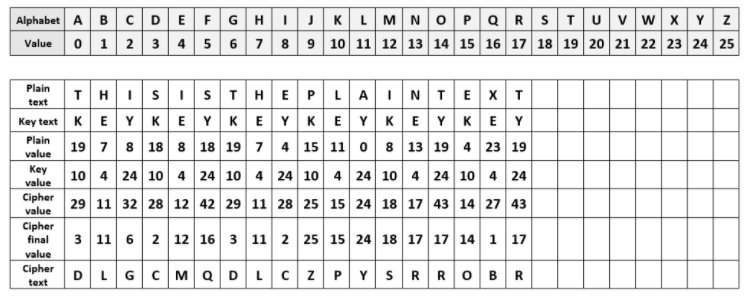 Alphabet A B C D E F G H I J K L M N O P Q R S T U V W X Y Z
Value 0 1 2 3 4 5 6 7 8 9 10 11 12 13 14 15 16 17 18 19 20 21 22 23 24 25
Plain text T H I S I S T H E P L A I N T E X T
Key text K E Y K E Y K E Y K E Y K E Y K E Y
Plain value 19 7 8 18 8 18 19 7 4 15 11 0 8 13 19 4 23 19
Key value 10 4 24 10 4 24 10 4 24 10 4 24 10 4 24 10 4 24
Cipher value 29 11 32 28 12 42 29 11 28 25 15 24 18 17 43 14 27 43
Cipher final value 3 11 6 2 12 16 3 11 2 25 15 24 18 17 17 14 1 17
Cipher text D L G C M Q D L C Z P Y S R R O B R